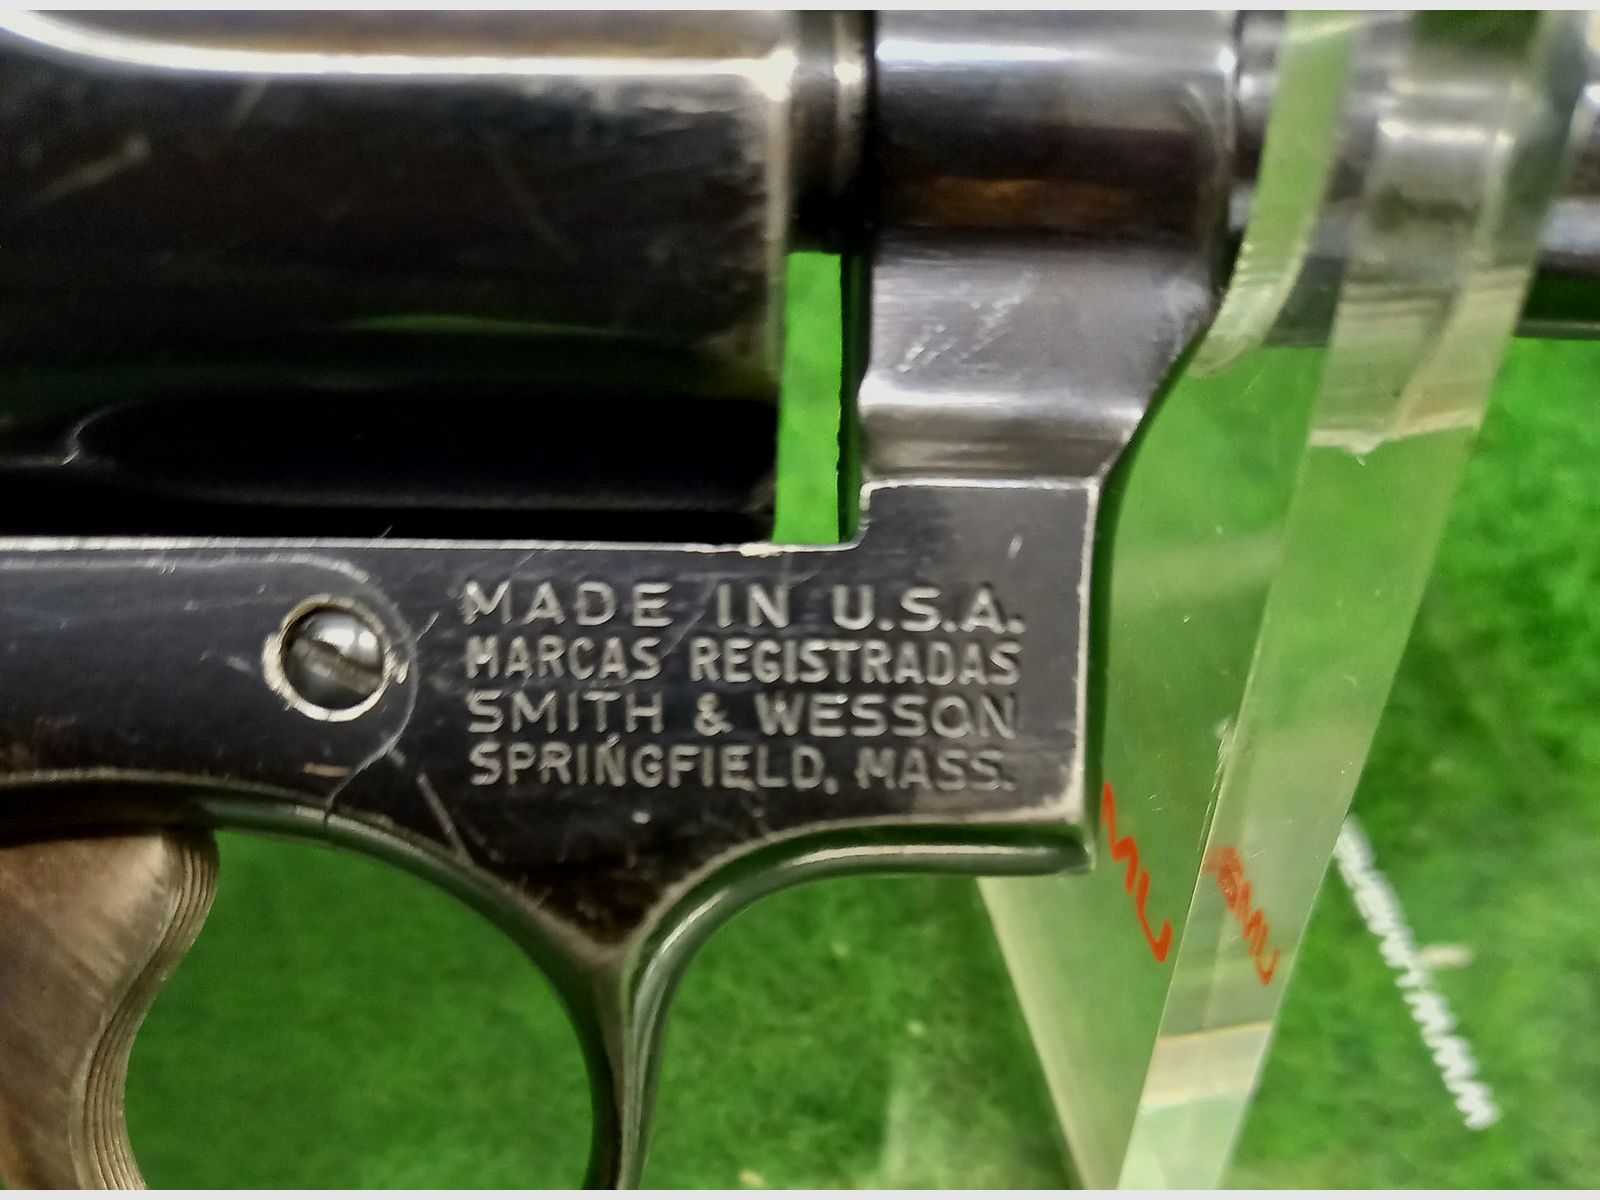 MADE IN U.S.A.
MARCAS REGISTRADAS
SMITH & WESSON
SPRINGFIELD, MASS.